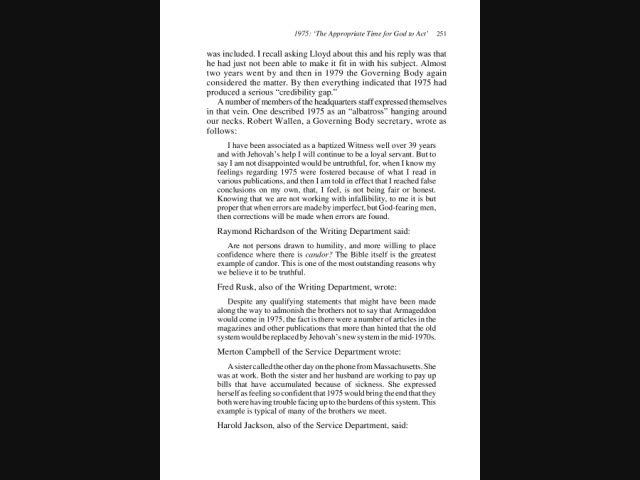 1975: ‘The Appropriate Time for God to Act’ 251
was included. I recall asking Lloyd about this and his reply was that
he had just not been able to make it fit in with his subject. Almost
two years went by and then in 1979 the Governing Body again
considered the matter. By then everything indicated that 1975 had
produced a serious “credibility gap.”
A number of members of the headquarters staff expressed themselves
in that vein. One described 1975 as an “albatross” hanging around
our necks. Robert Wallen, a Governing Body secretary, wrote as
follows:
I have been associated as a baptized Witness well over 39 years
and with Jehovah’s help I will continue to be a loyal servant. But to
say I am not disappointed would be untruthful, for, when I know my
feelings regarding 1975 were fostered because of what I read in
various publications, and then I am told in effect that I reached false
conclusions on my own, that, I feel, is not being fair or honest.
Knowing that we are not working with infallibility, to me it is but
proper that when errors are made by imperfect, but God-fearing men,
then corrections will be made when errors are found.
Raymond Richardson of the Writing Department said:
Are not persons drawn to humility, and more willing to place
confidence where there is candor? The Bible itself is the greatest
example of candor. This is one of the most outstanding reasons why
we believe it to be truthful.
Fred Rusk, also of the Writing Department, wrote:
Despite any qualifying statements that might have been made
along the way to admonish the brothers not to say that Armageddon
would come in 1975, the fact is there were a number of articles in the
magazines and other publications that more than hinted that the old
system would be replaced by Jehovah’s new system in the mid-1970s.
Merton Campbell of the Service Department wrote:
A sister called the other day on the phone from Massachusetts. She
was at work. Both the sister and her husband are working to pay up
bills that have accumulated because of sickness. She expressed
herself as feeling so confident that 1975 would bring the end that they
both were having trouble facing up to the burdens of this system. This
example is typical of many of the brothers we meet.
Harold Jackson, also of the Service Department, said: